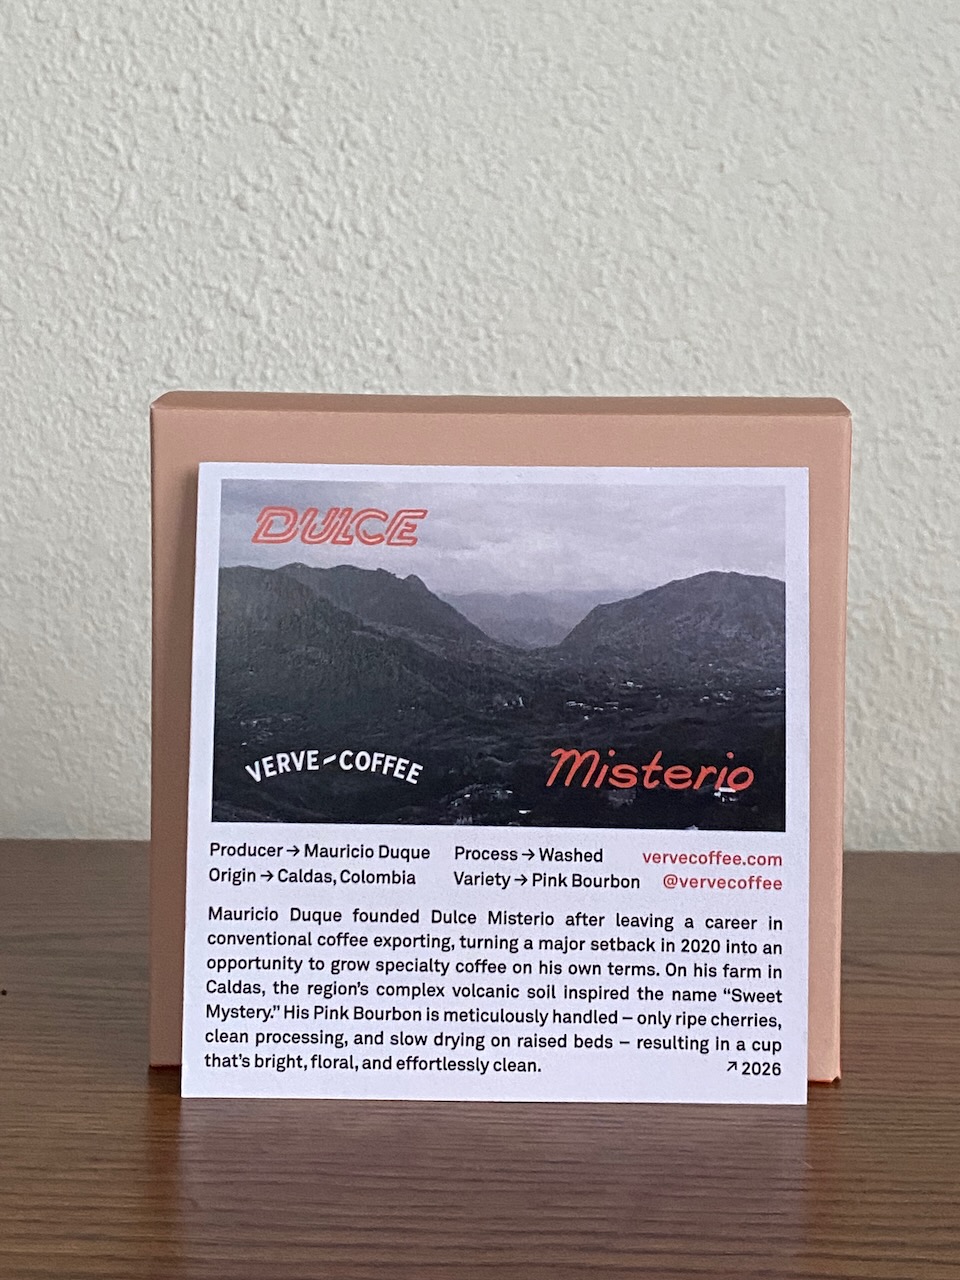 DULCE
VERVE-COFFEE
Misterio
Producer → Mauricio Duque
Origin → Caldas, Colombia
Process → Washed
Variety → Pink Bourbon
vervecoffee.com
@vervecoffee
Mauricio Duque founded Dulce Misterio after leaving a career in
conventional coffee exporting, turning a major setback in 2020 into an
opportunity to grow specialty coffee on his own terms. On his farm in
Caldas, the region’s complex volcanic soil inspired the name “Sweet
Mystery.” His Pink Bourbon is meticulously handled – only ripe cherries,
clean processing, and slow drying on raised beds – resulting in a cup
that’s bright, floral, and effortlessly clean.
↗ 2026